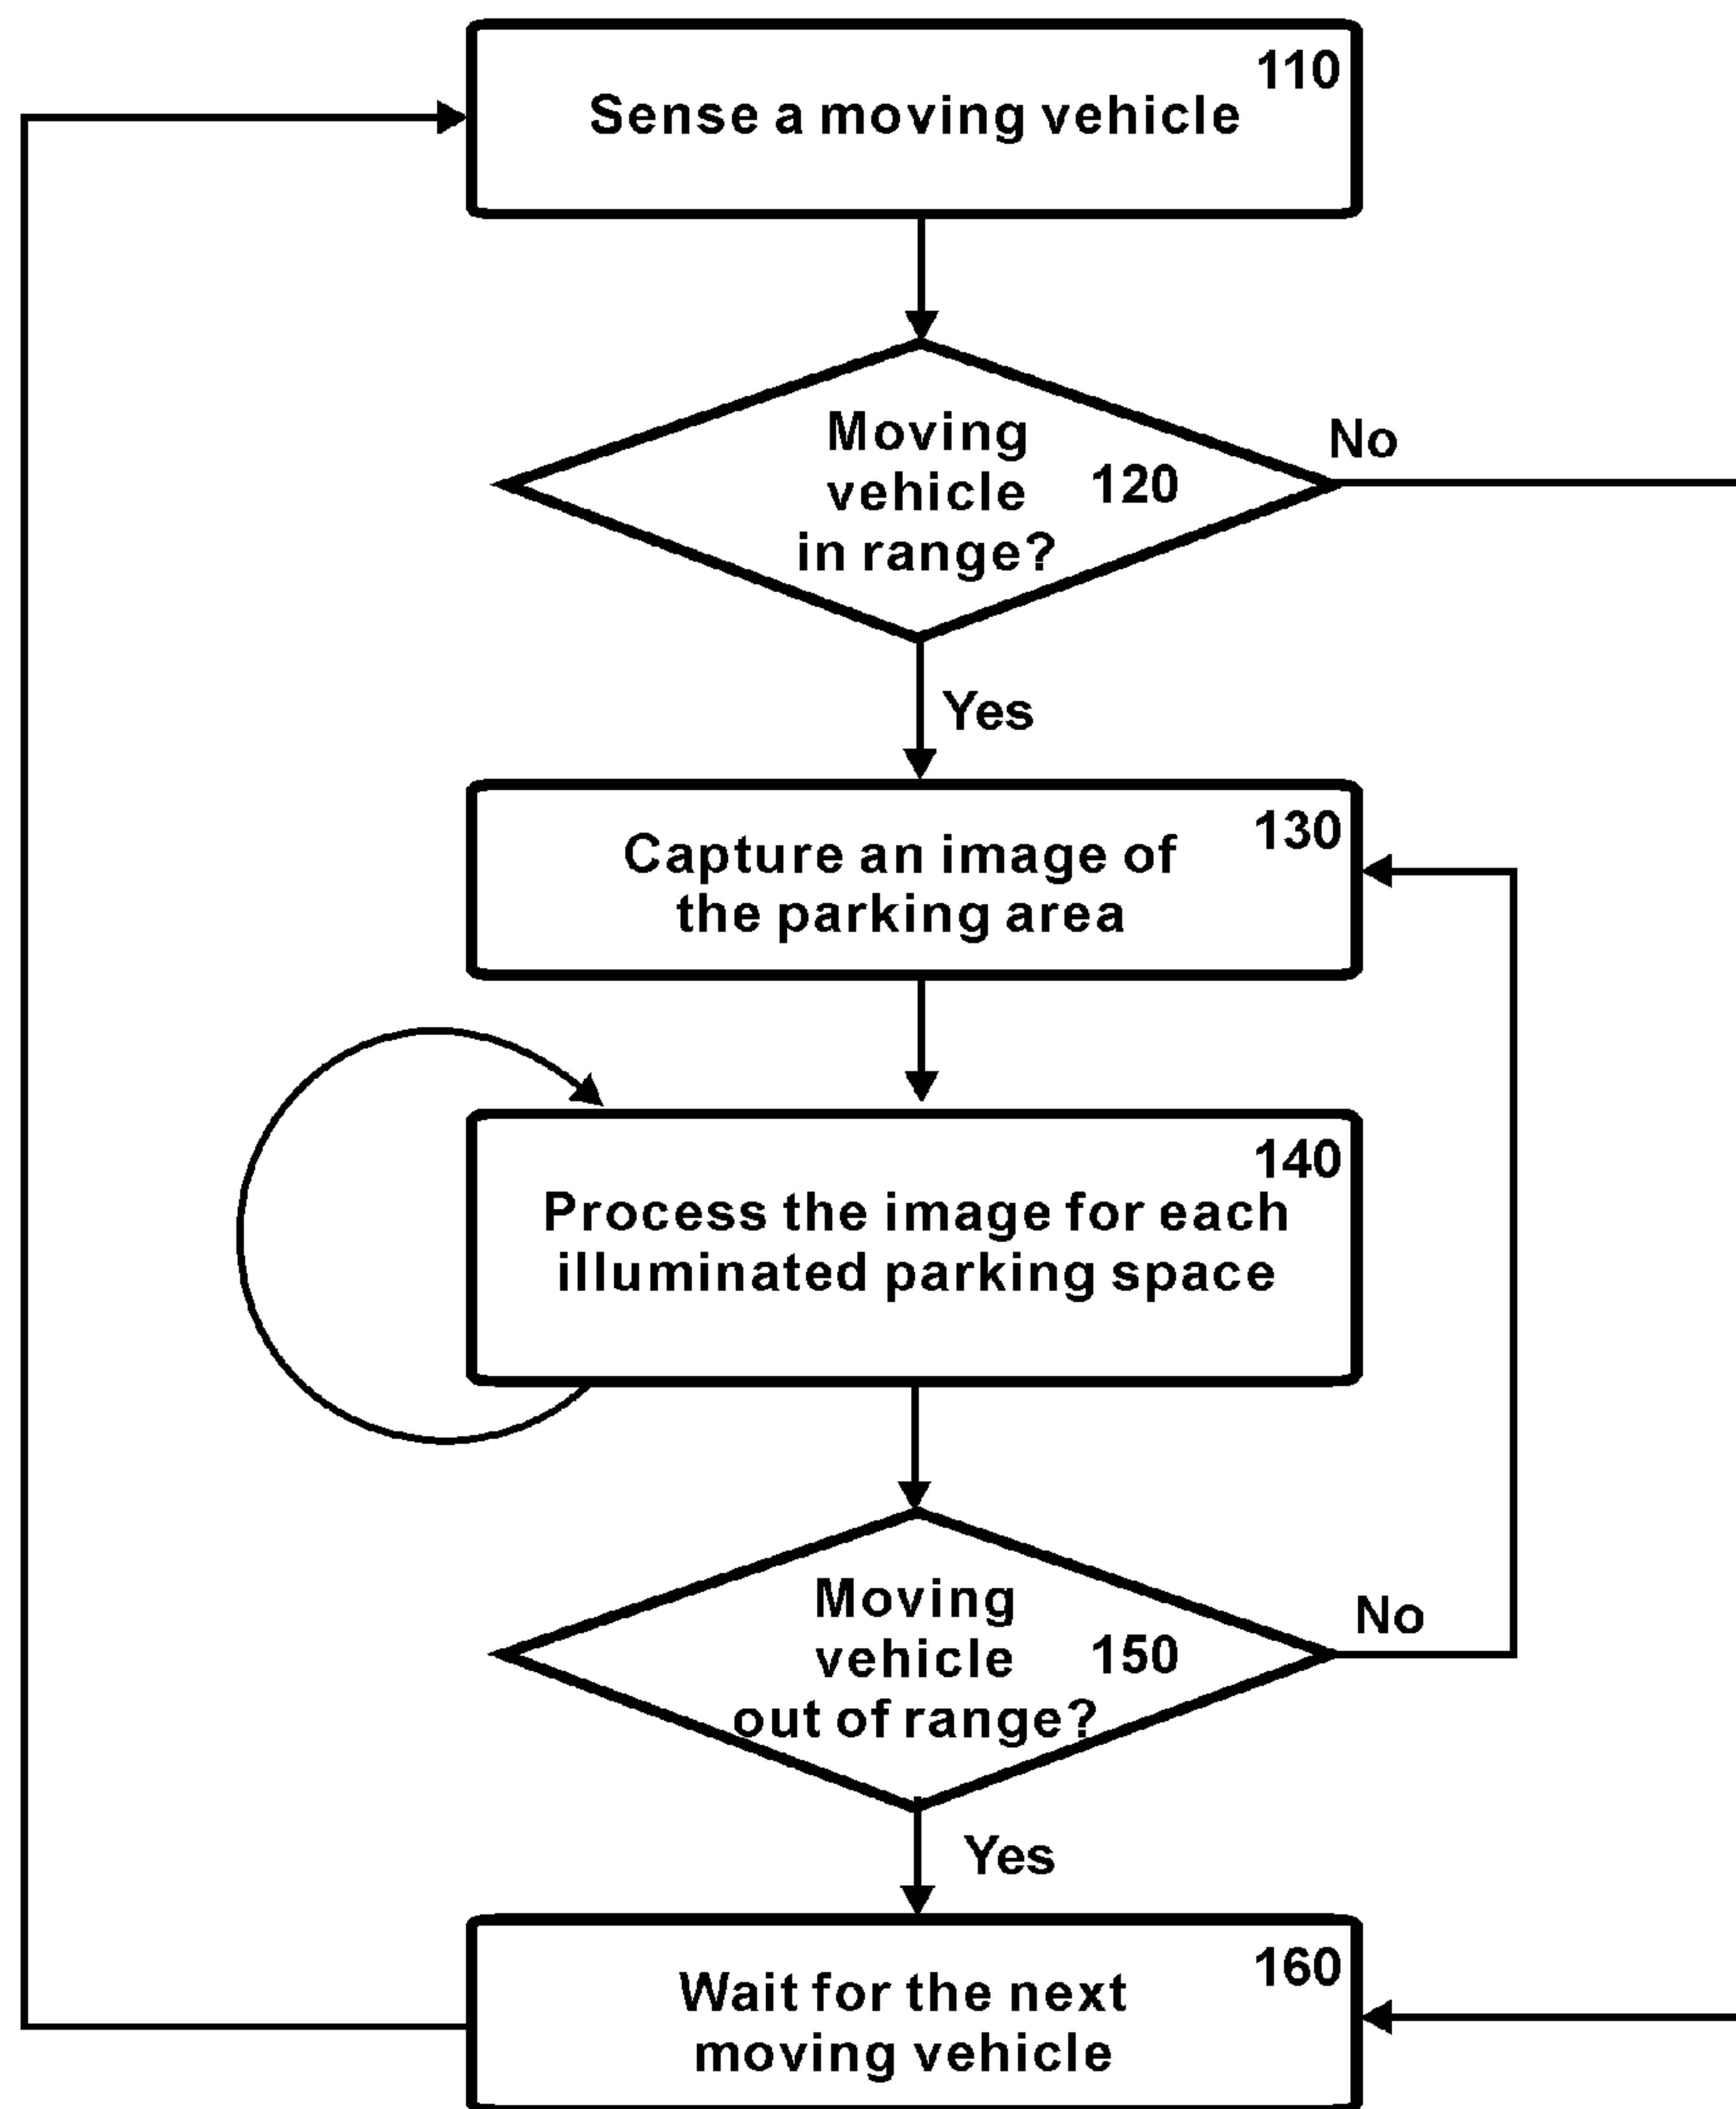 110
Sense a moving vehicle
Moving
vehicle 120
in range?
No
Yes
130
Capture an image of
the parking area
140
Process the image for each
illuminated parking space
Moving
vehicle 150
out of range?
No
Yes
160
Wait for the next
moving vehicle